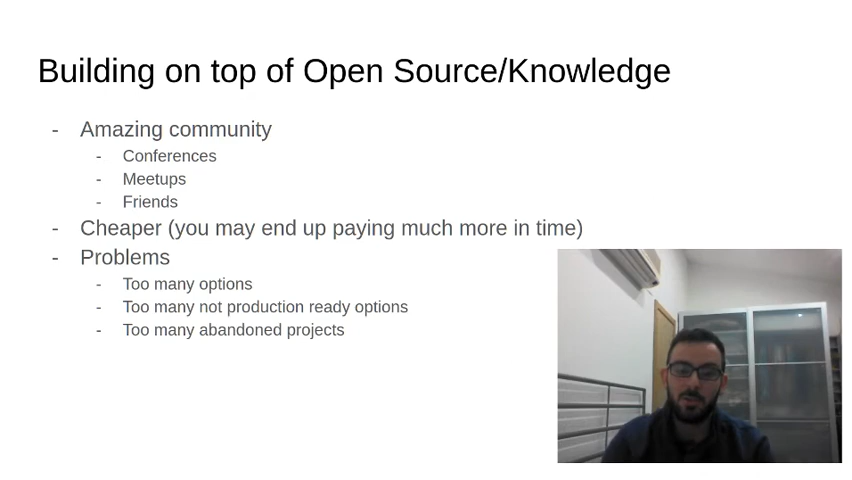 Building on top of Open Source/Knowledge
- Amazing community
- Conferences
- Meetups
- Friends
- Cheaper (you may end up paying much more in time)
- Problems
- Too many options
- Too many not production ready options
- Too many abandoned projects